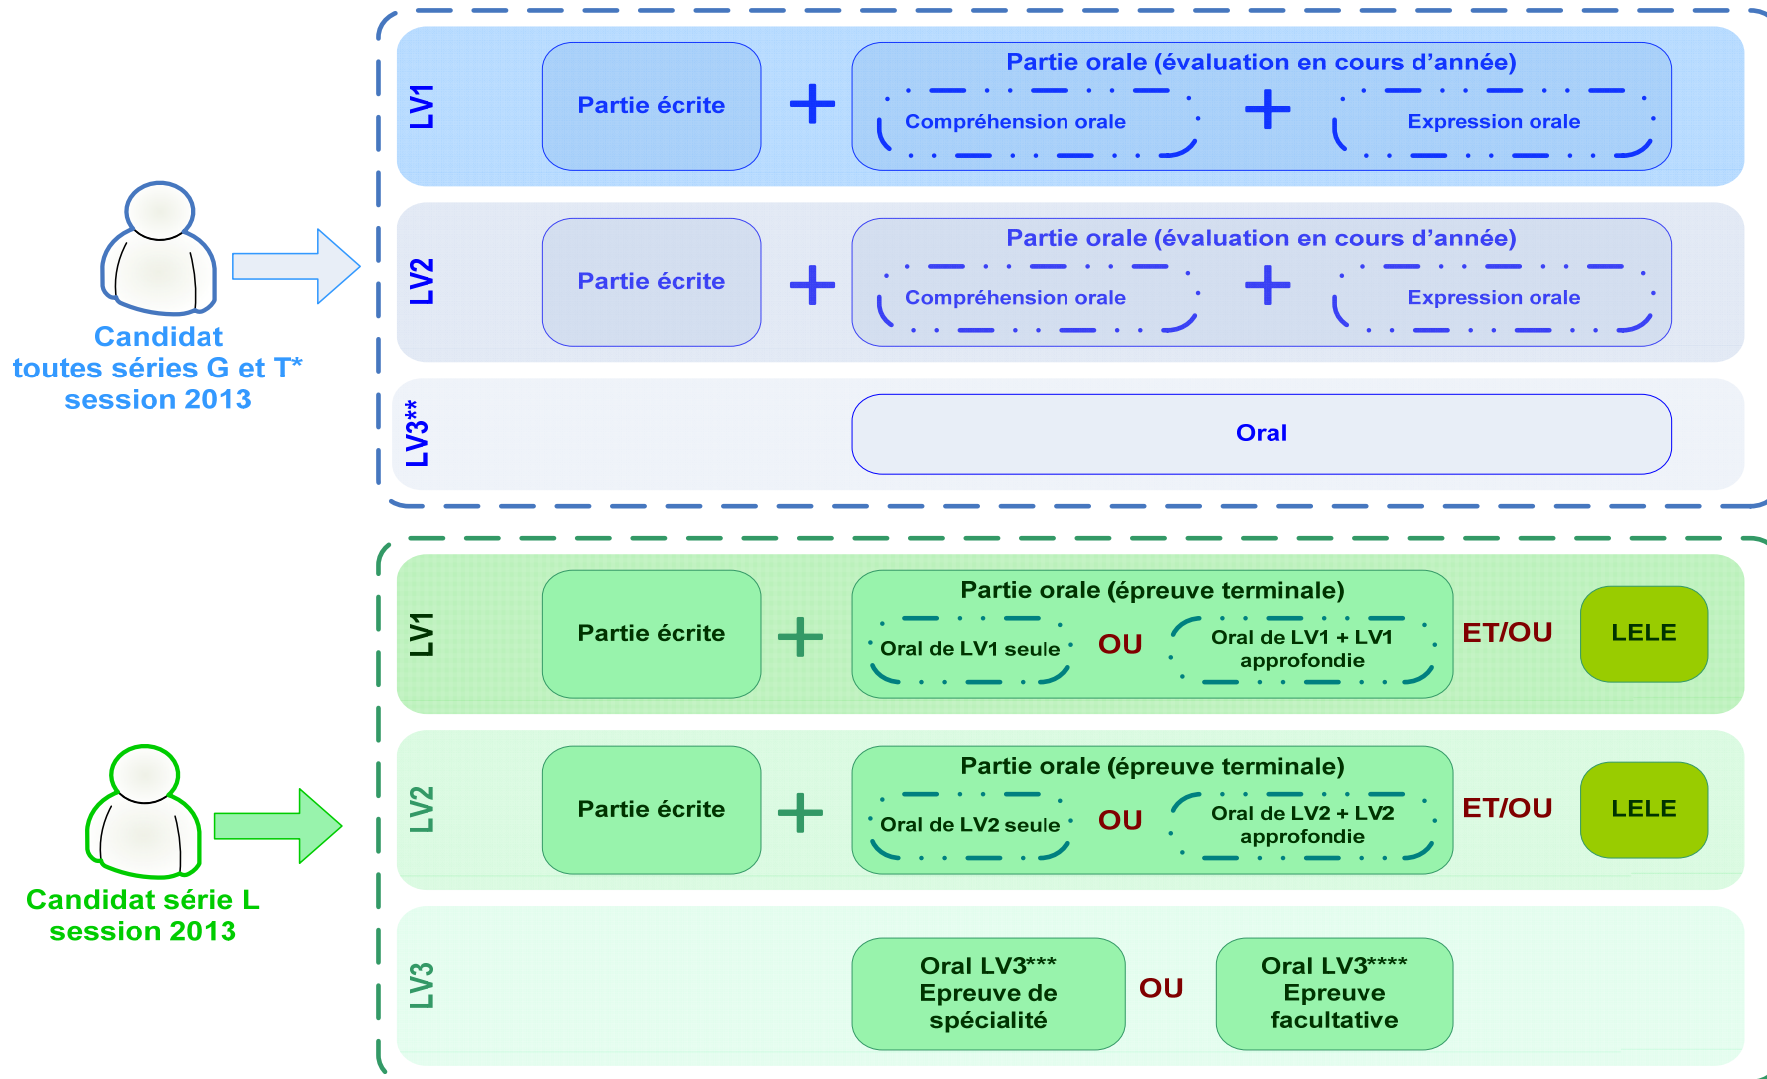 Candidat
toutes séries G et T*
session 2013
LV1
Partie écrite
+
Partie orale (évaluation en cours d'année)
Compréhension orale
+
Expression orale
LV2
Partie écrite
+
Partie orale (évaluation en cours d'année)
Compréhension orale
+
Expression orale
LV3**
Oral
Candidat série L
session 2013
LV1
Partie écrite
+
Partie orale (épreuve terminale)
Oral de LV1 seule
OU
Oral de LV1 + LV1
approfondie
ET/OU
LELE
LV2
Partie écrite
+
Partie orale (épreuve terminale)
Oral de LV2 seule
OU
Oral de LV2 + LV2
approfondie
ET/OU
LELE
LV3
Oral LV3***
Epreuve de
spécialité
OU
Oral LV3****
Epreuve
facultative